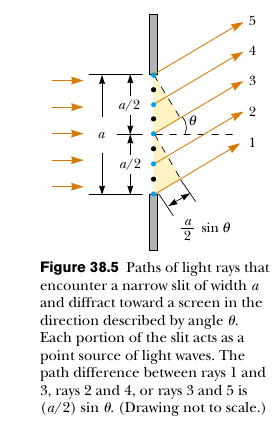 5
4
3
2
1
a/2
θ
a
a/2
a/2 sin θ
Figure 38.5 Paths of light rays that
encounter a narrow slit of width a
and diffract toward a screen in the
direction described by angle θ.
Each portion of the slit acts as a
point source of light waves. The
path difference between rays 1 and
3, rays 2 and 4, or rays 3 and 5 is
(a/2) sin θ. (Drawing not to scale.)